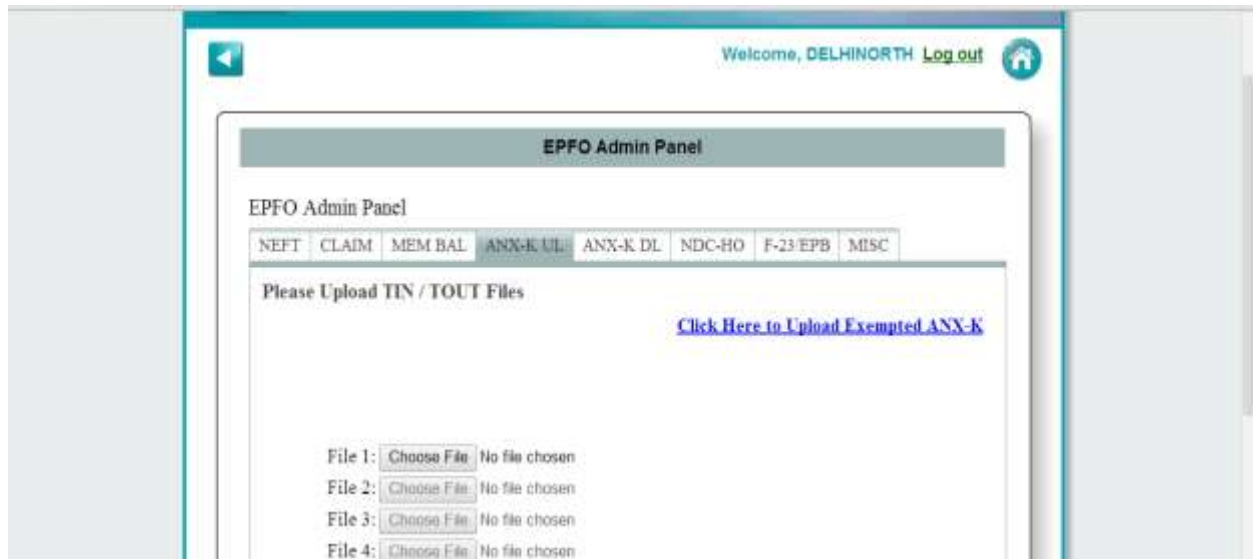 Welcome, DELHINORTH Log out
EPFO Admin Panel
EPFO Admin Panel
NEFT CLAIM MEM BAL ANX-K UL ANX-K DL NDC-HO F-23/EPB MISC
Please Upload TIN / TOUT Files
Click Here to Upload Exempted ANX-K
File 1: Choose File No file chosen
File 2: Choose File No file chosen
File 3: Choose File No file chosen
File 4: Choose File No file chosen